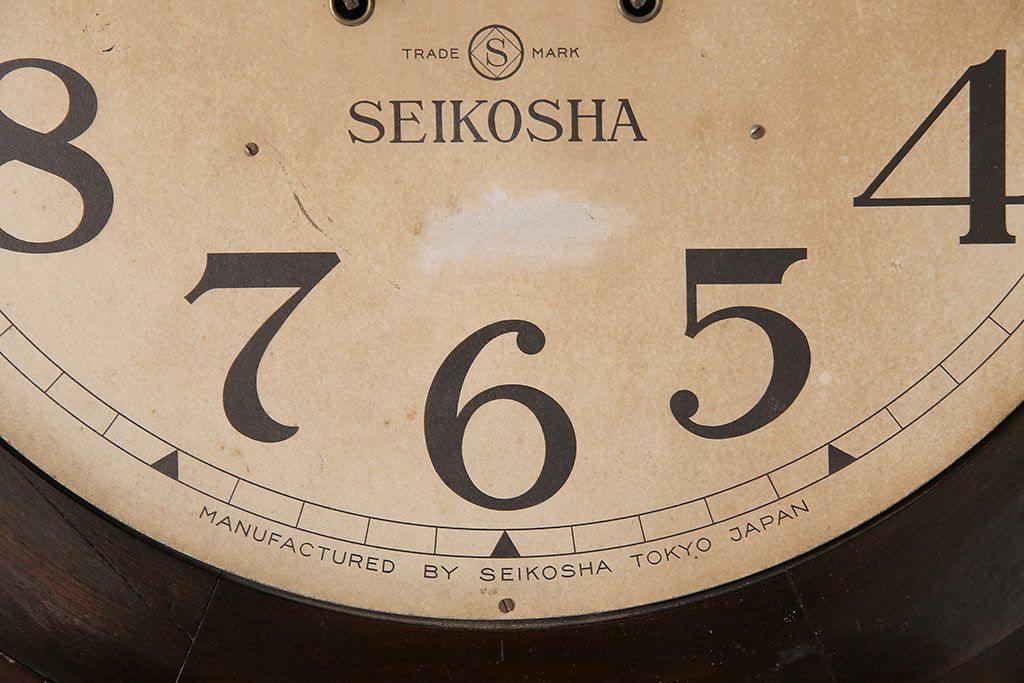 TRADE S MARK
SEIKOSHA
8 4
7 5
6
MANUFACTURED BY SEIKOSHA TOKYO JAPAN